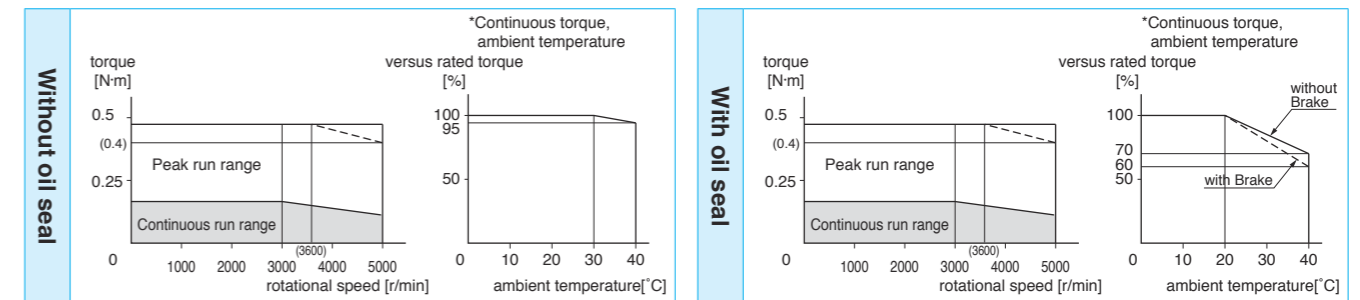 Without oil seal
torque
[N·m]
0.5
(0.4)
0.25
0
Peak run range
Continuous run range
(3600)
1000 2000 3000 4000 5000
rotational speed [r/min]
*Continuous torque,
ambient temperature
versus rated torque
[%]
100
95
50
0 10 20 30 40
ambient temperature[˚C]
With oil seal
torque
[N·m]
0.5
(0.4)
0.25
0
Peak run range
Continuous run range
(3600)
1000 2000 3000 4000 5000
rotational speed [r/min]
*Continuous torque,
ambient temperature
versus rated torque
[%]
without
Brake
100
70
60
50
with Brake
0 10 20 30 40
ambient temperature[˚C]